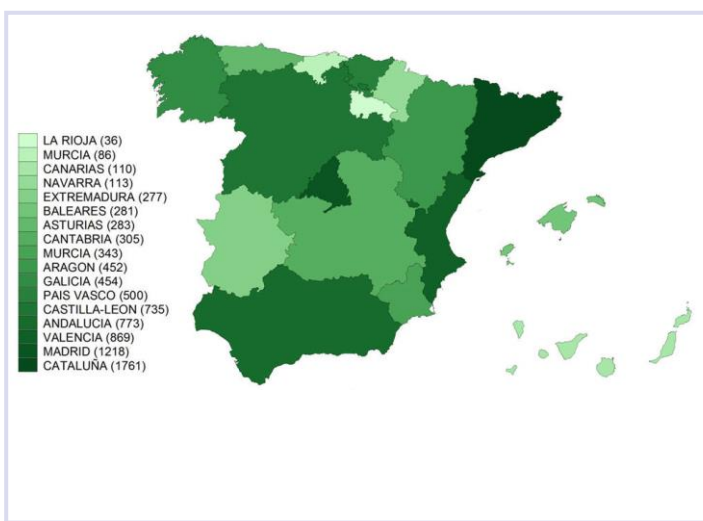 LA RIOJA (36)
MURCIA (86)
CANARIAS (110)
NAVARRA (113)
EXTREMADURA (277)
BALEARES (281)
ASTURIAS (283)
CANTABRIA (305)
MURCIA (343)
ARAGON (452)
GALICIA (454)
PAIS VASCO (500)
CASTILLA-LEON (735)
ANDALUCIA (773)
VALENCIA (869)
MADRID (1218)
CATALUÑA (1761)